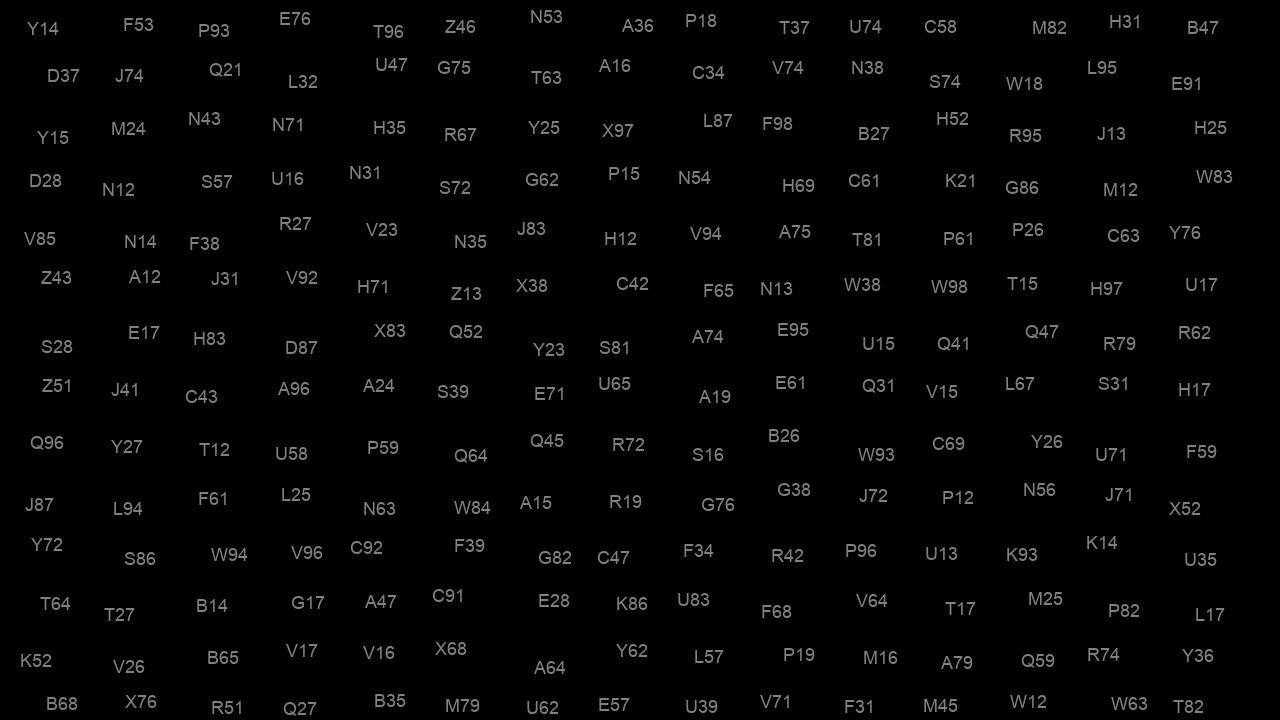 Y14 F53 P93 E76 T96 Z46 N53 A36 P18 T37 U74 C58 M82 H31 B47
D37 J74 Q21 L32 U47 G75 T63 A16 C34 V74 N38 S74 W18 L95 E91
Y15 M24 N43 N71 H35 R67 Y25 X97 L87 F98 B27 H52 R95 J13 H25
D28 N12 S57 U16 N31 S72 G62 P15 N54 H69 C61 K21 G86 M12 W83
V85 N14 F38 R27 V23 N35 J83 H12 V94 A75 T81 P61 P26 C63 Y76
Z43 A12 J31 V92 H71 Z13 X38 C42 F65 N13 W38 W98 T15 H97 U17
S28 E17 H83 D87 X83 Q52 Y23 S81 A74 E95 U15 Q41 Q47 R79 R62
Z51 J41 C43 A96 A24 S39 E71 U65 A19 E61 Q31 V15 L67 S31 H17
Q96 Y27 T12 U58 P59 Q64 Q45 R72 S16 B26 W93 C69 Y26 U71 F59
J87 L94 F61 L25 N63 W84 A15 R19 G76 G38 J72 P12 N56 J71 X52
Y72 S86 W94 V96 C92 F39 G82 C47 F34 R42 P96 U13 K93 K14 U35
T64 T27 B14 G17 A47 C91 E28 K86 U83 F68 V64 T17 M25 P82 L17
K52 V26 B65 V17 V16 X68 A64 Y62 L57 P19 M16 A79 Q59 R74 Y36
B68 X76 R51 Q27 B35 M79 U62 E57 U39 V71 F31 M45 W12 W63 T82